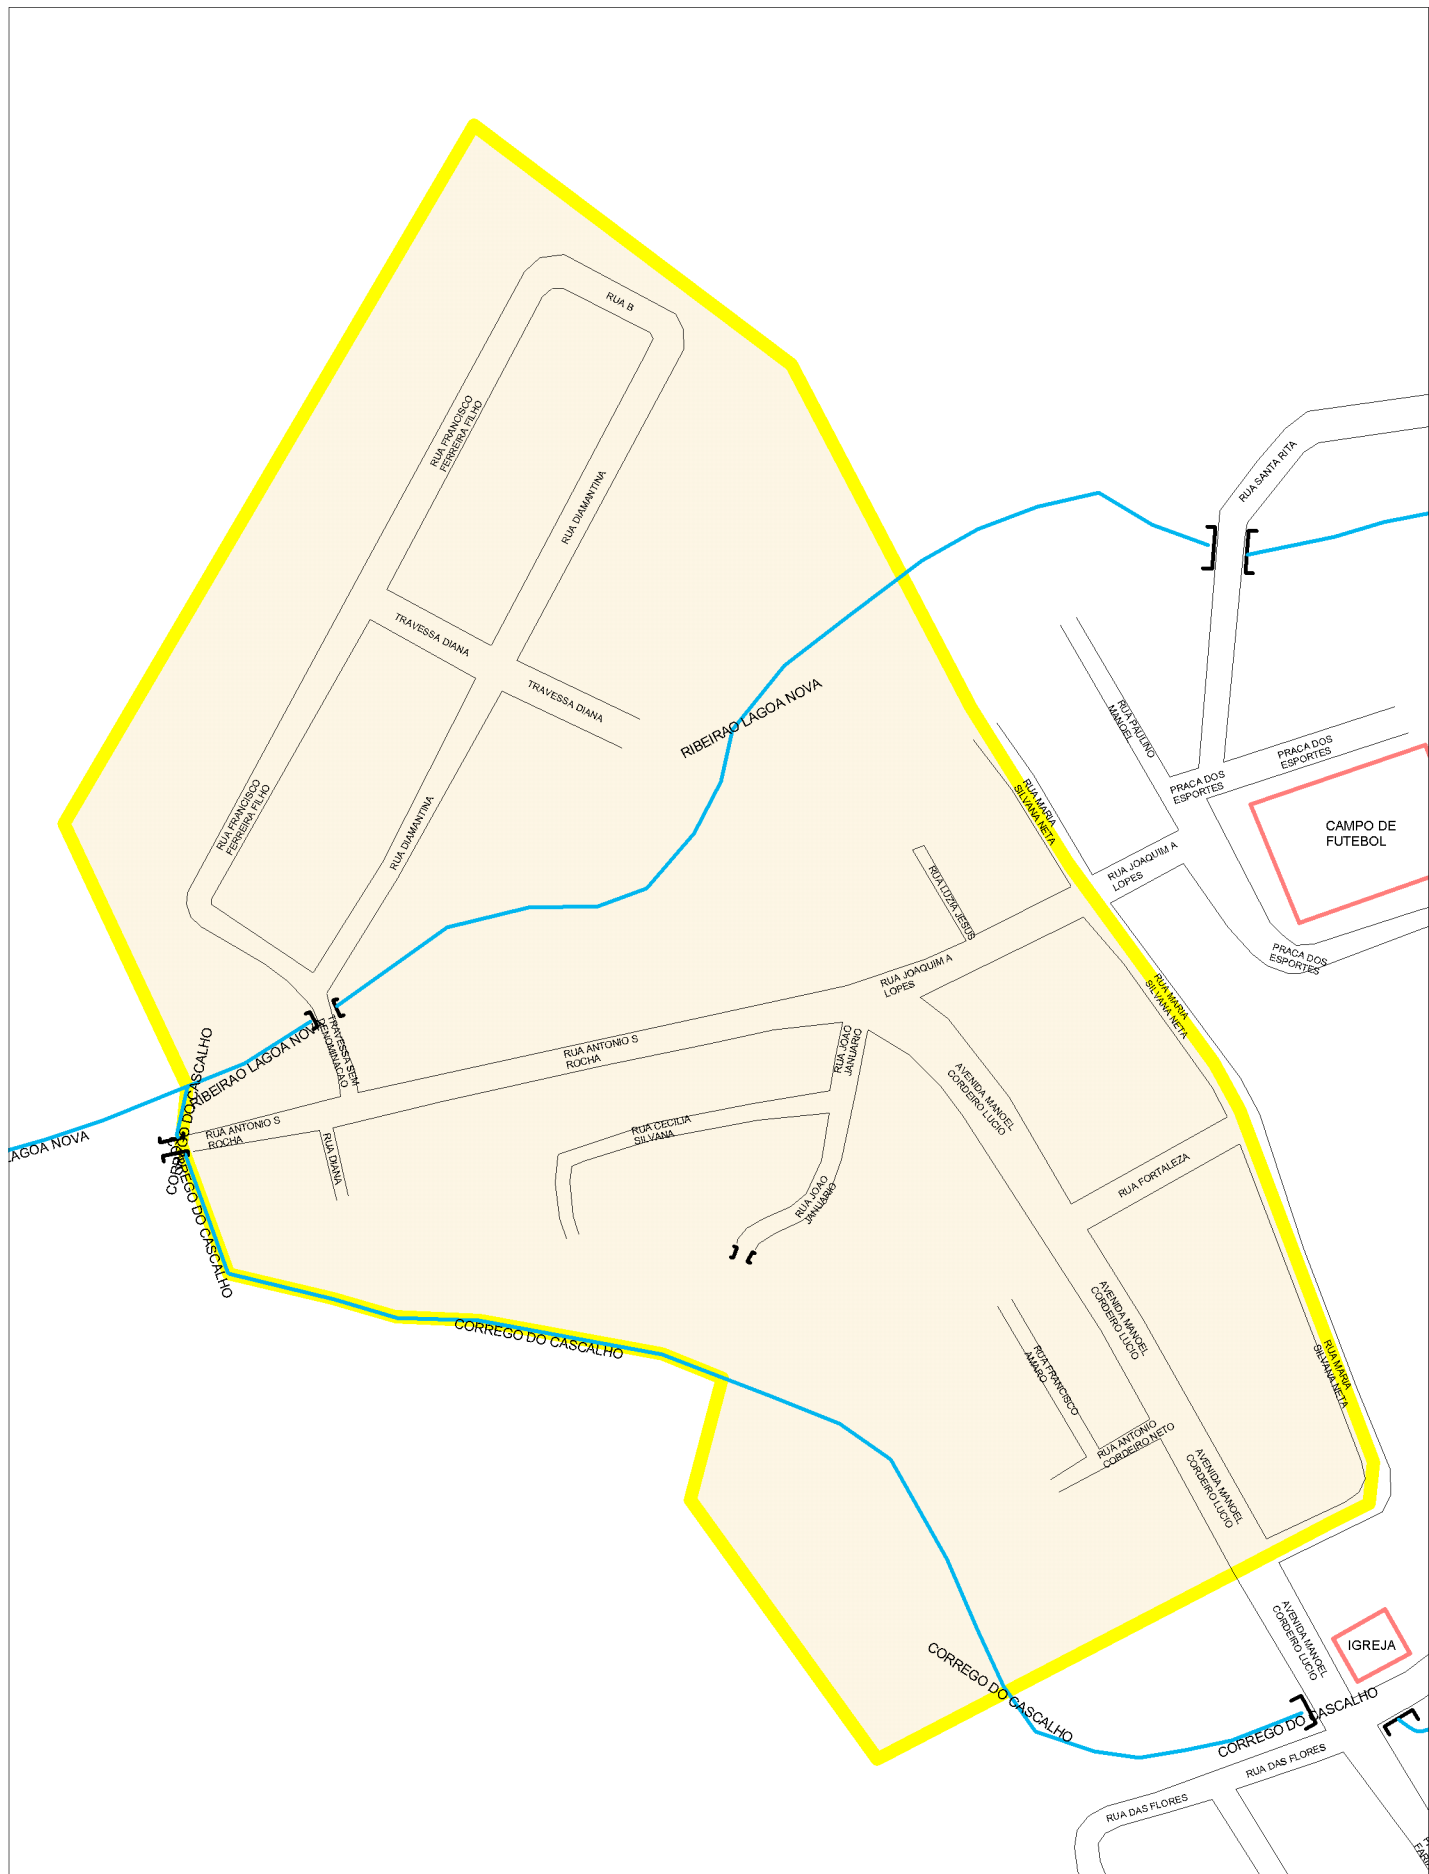 RUA B
RUA FRANCISCO
FERREIRA FILHO
RUA SANTA RITA
RUA DIAMANTINA
TRAVESSA DIANA
TRAVESSA DIANA
RIBEIRAO LAGOA NOVA
RUA PAULINO
MANOEL
PRACA DOS
ESPORTES
PRACA DOS
ESPORTES
RUA MARIA
SILVANA NETA
CAMPO DE
FUTEBOL
RUA FRANCISCO
FERREIRA FILHO
RUA DIAMANTINA
RUA JOAQUIM A
LOPES
RUA LUZIA JESUS
PRACA DOS
ESPORTES
RUA JOAQUIM A
LOPES
RUA MARIA
SILVANA NETA
TRAVESSA SEM
DENOMINACAO
RIBEIRAO LAGOA NOVA
CORREGO DO CASCALHO
RUA ANTONIO S
ROCHA
RUA JOAO
JANUARIO
AVENIDA MANOEL
CORDEIRO LUCIO
RUA ANTONIO S
ROCHA
LAGOA NOVA
RUA DIANA
RUA CECILIA
SILVANA
RUA FORTALEZA
RUA JOAO
JANUARIO
CORREGO DO CASCALHO
CORREGO DO CASCALHO
AVENIDA MANOEL
CORDEIRO LUCIO
RUA FRANCISCO
AMARO
RUA MARIA
SILVANA NETA
RUA ANTONIO
CORDEIRO NETO
AVENIDA MANOEL
CORDEIRO LUCIO
AVENIDA MANOEL
CORDEIRO LUCIO
IGREJA
CORREGO DO CASCALHO
CORREGO DO CASCALHO
RUA DAS FLORES
RUA DAS FLORES